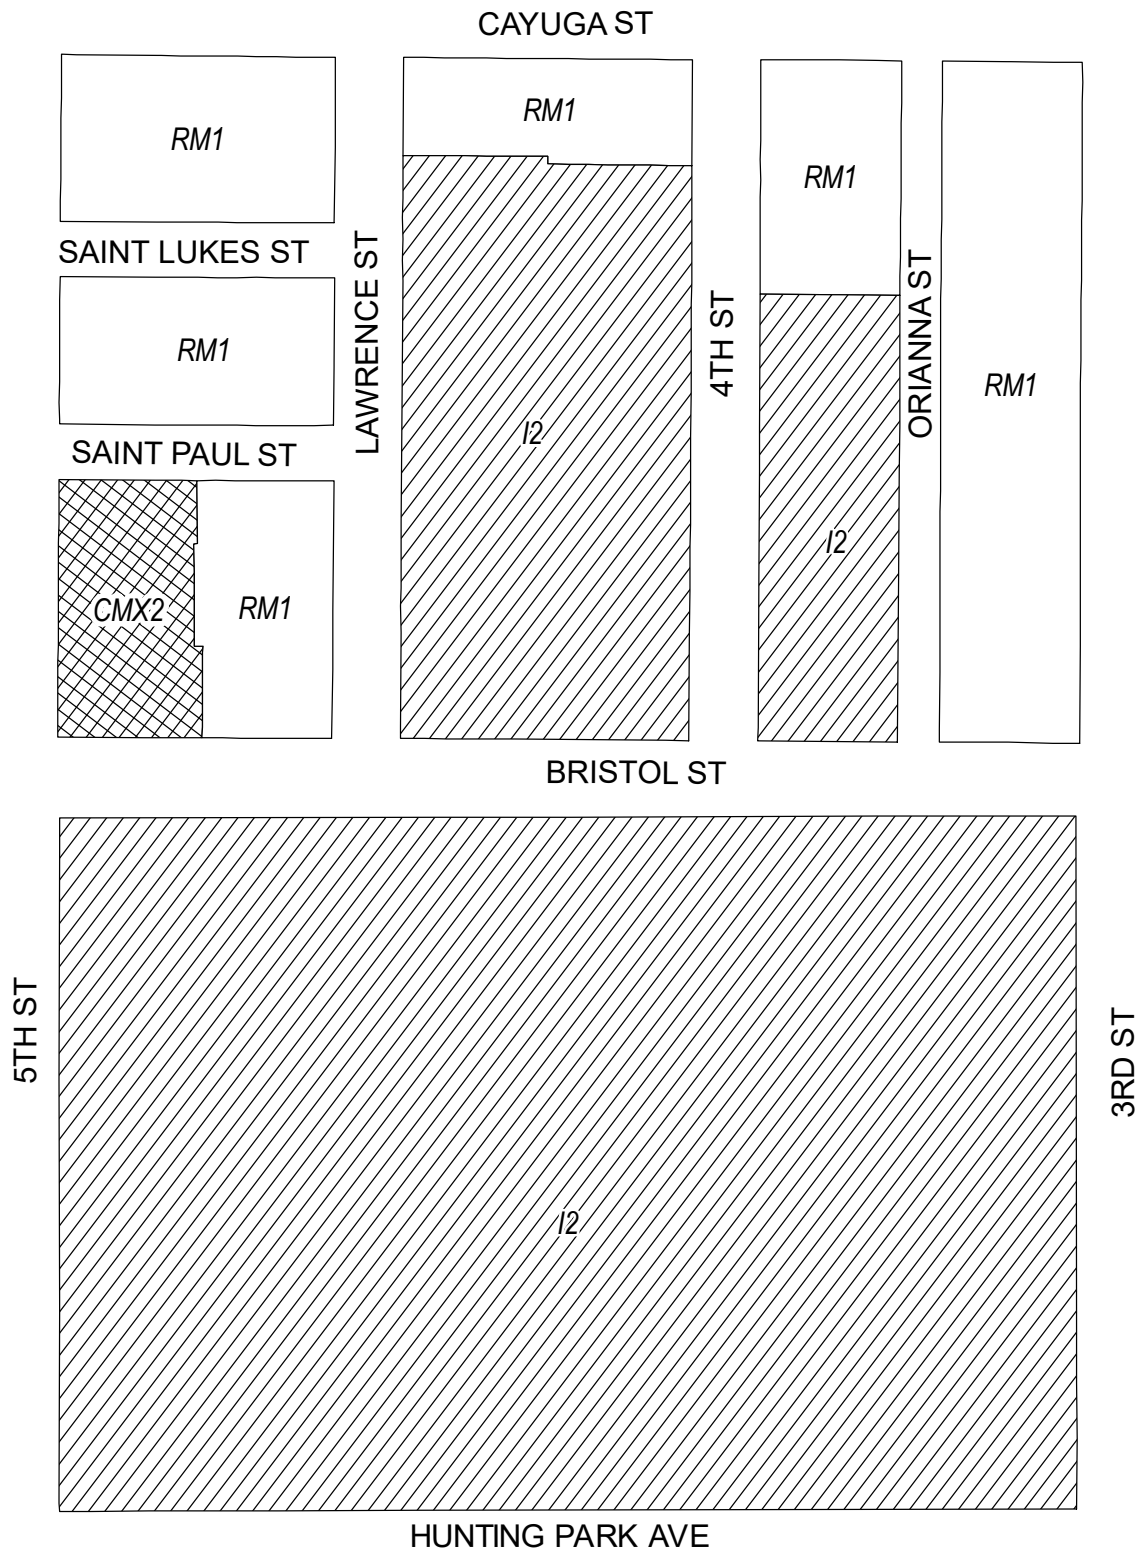 CAYUGA ST
RM1
RM1
RM1
SAINT LUKES ST
LAWRENCE ST
4TH ST
ORIANNA ST
RM1
RM1
SAINT PAUL ST
I2
I2
CMX2
RM1
BRISTOL ST
5TH ST
3RD ST
I2
HUNTING PARK AVE